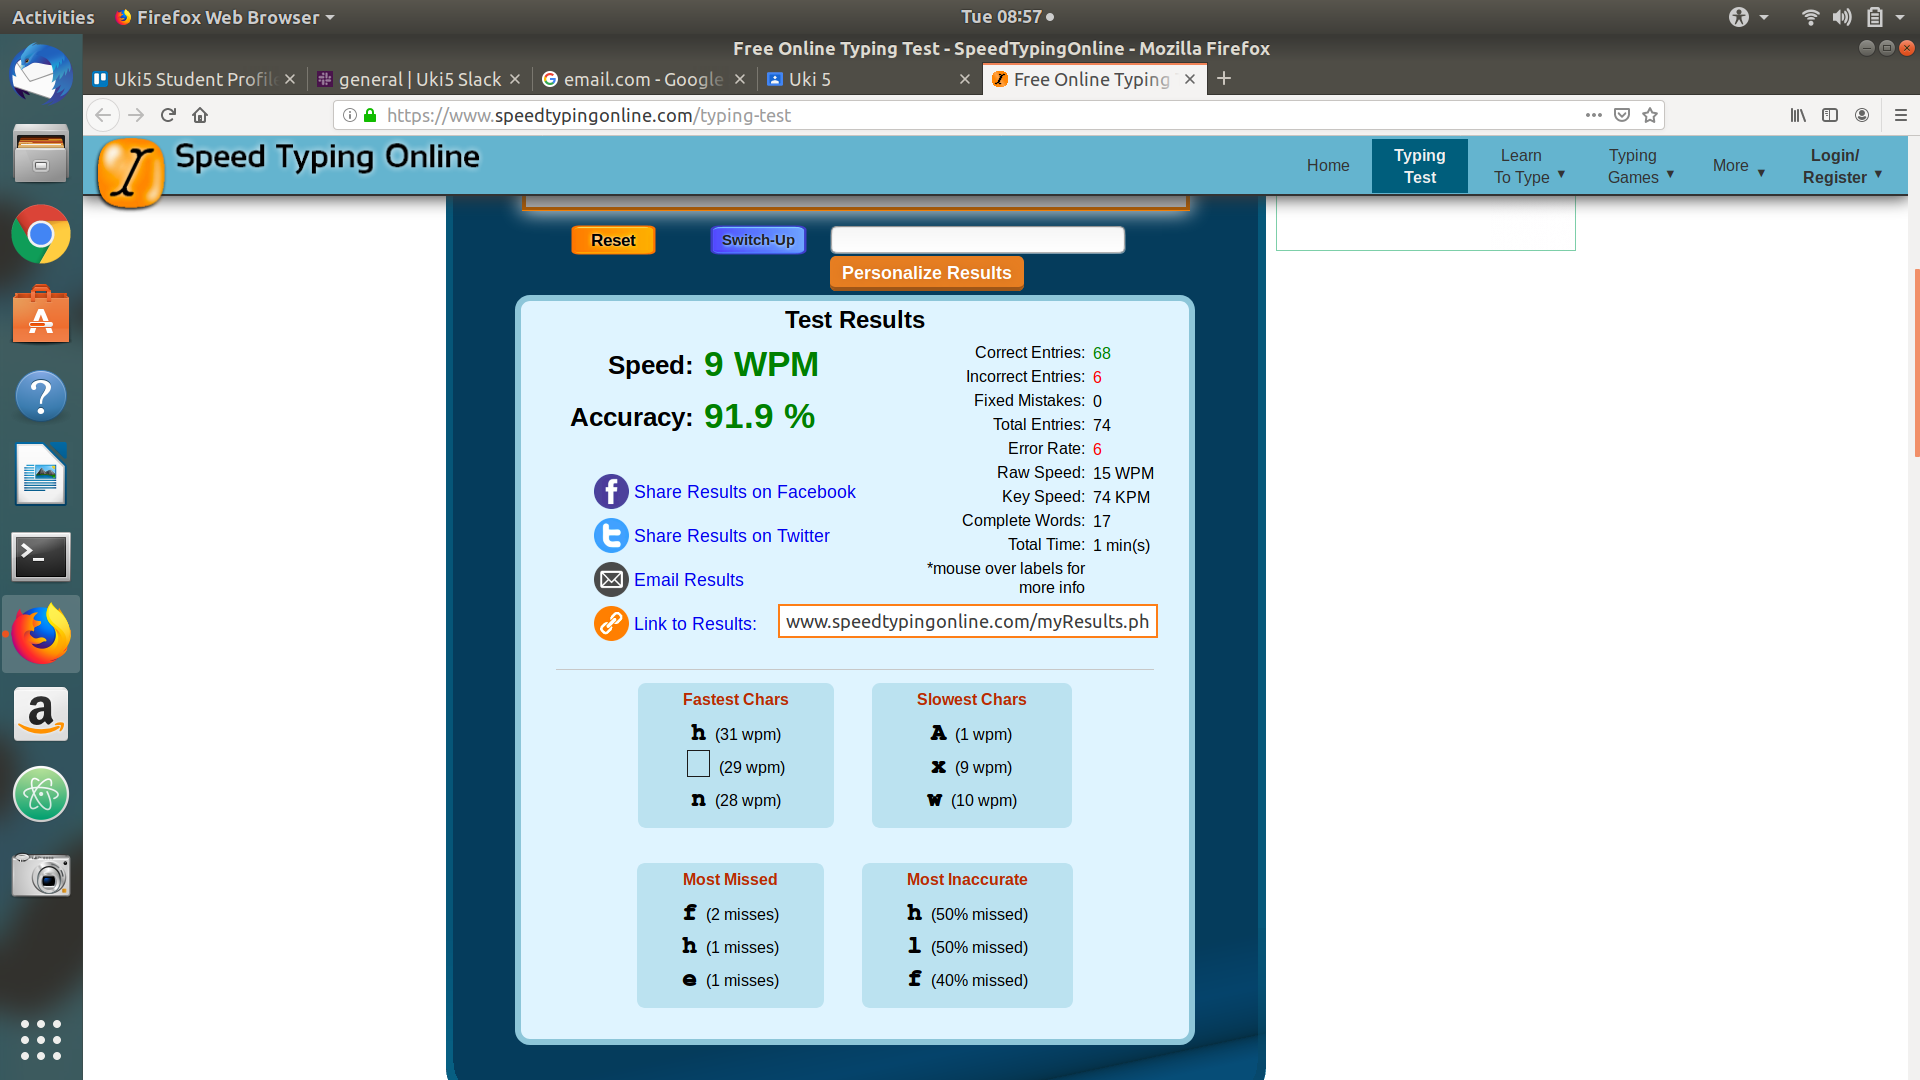 Activities
Firefox Web Browser
Tue 08:57
Free Online Typing Test - SpeedTypingOnline - Mozilla Firefox
Uki5 Student Profile
general | Uki5 Slack
email.com - Google
Uki 5
Free Online Typing
https://www.speedtypingonline.com/typing-test
Speed Typing Online
Home
Typing Test
Learn To Type
Typing Games
More
Login/ Register
Reset
Switch-Up
Personalize Results
Test Results
Speed: 9 WPM
Accuracy: 91.9 %
Correct Entries: 68
Incorrect Entries: 6
Fixed Mistakes: 0
Total Entries: 74
Error Rate: 6
Raw Speed: 15 WPM
Key Speed: 74 KPM
Complete Words: 17
Total Time: 1 min(s)
*mouse over labels for
more info
Share Results on Facebook
Share Results on Twitter
Email Results
Link to Results: www.speedtypingonline.com/myResults.ph
Fastest Chars
h (31 wpm)
(29 wpm)
n (28 wpm)
Slowest Chars
A (1 wpm)
x (9 wpm)
w (10 wpm)
Most Missed
f (2 misses)
h (1 misses)
e (1 misses)
Most Inaccurate
h (50% missed)
l (50% missed)
f (40% missed)